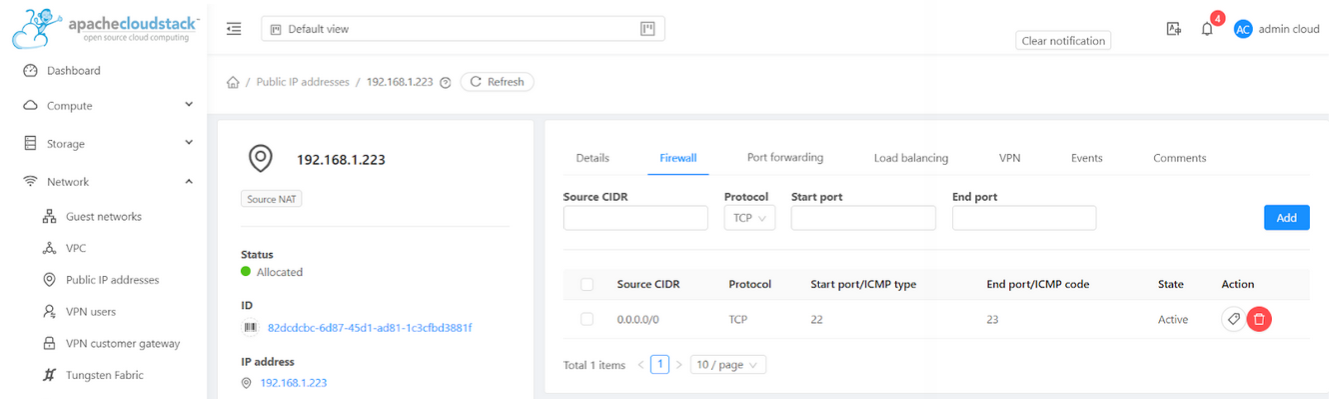 apachecloudstack™
open source cloud computing
Default view
Clear notification
4
AC
admin cloud
Dashboard
Compute
Storage
Network
Guest networks
VPC
Public IP addresses
VPN users
VPN customer gateway
Tungsten Fabric
/ Public IP addresses / 192.168.1.223
Refresh
192.168.1.223
Source NAT
Status
Allocated
ID
82dcdcbc-6d87-45d1-ad81-1c3cfbd3881f
IP address
192.168.1.223
Details Firewall Port forwarding Load balancing VPN Events Comments
Source CIDR Protocol Start port End port
TCP
Add
Source CIDR Protocol Start port/ICMP type End port/ICMP code State Action
0.0.0.0/0 TCP 22 23 Active
Total 1 items < 1 > 10 / page